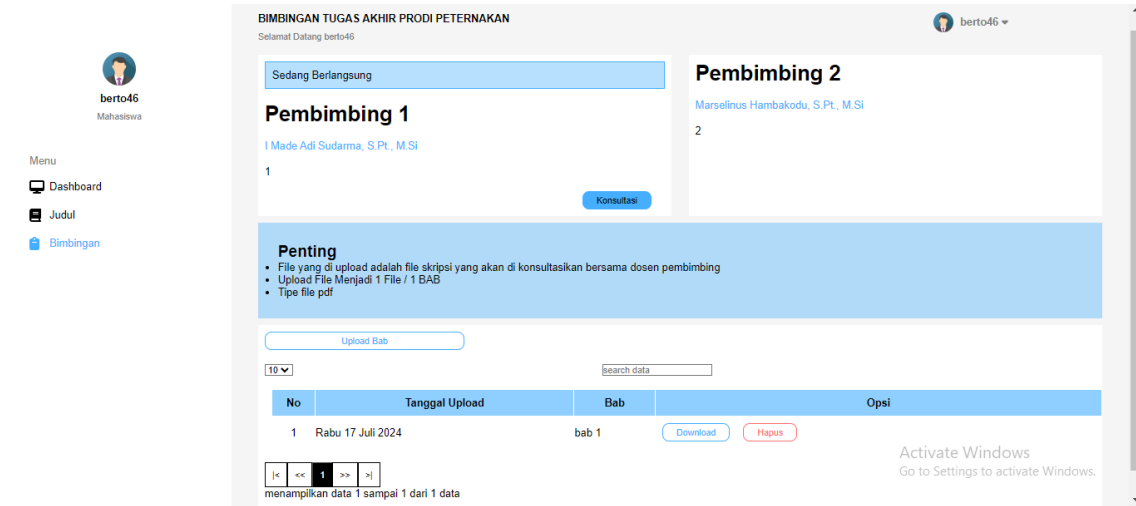 BIMBINGAN TUGAS AKHIR PRODI PETERNAKAN
Selamat Datang berto46
berto46
berto46
Mahasiswa
Menu
Dashboard
Judul
Bimbingan
Sedang Berlangsung
Pembimbing 1
I Made Adi Sudarma, S.Pt., M.Si
1
Konsultasi
Pembimbing 2
Marselinus Hambakodu, S.Pt., M.Si
2
Penting
• File yang di upload adalah file skripsi yang akan di konsultasikan bersama dosen pembimbing
• Upload File Menjadi 1 File / 1 BAB
• Tipe file pdf
Upload Bab
10
search data
No Tanggal Upload Bab Opsi
1 Rabu 17 Juli 2024 bab 1 Download Hapus
|< << 1 >> >|
menampilkan data 1 sampai 1 dari 1 data
Activate Windows
Go to Settings to activate Windows.